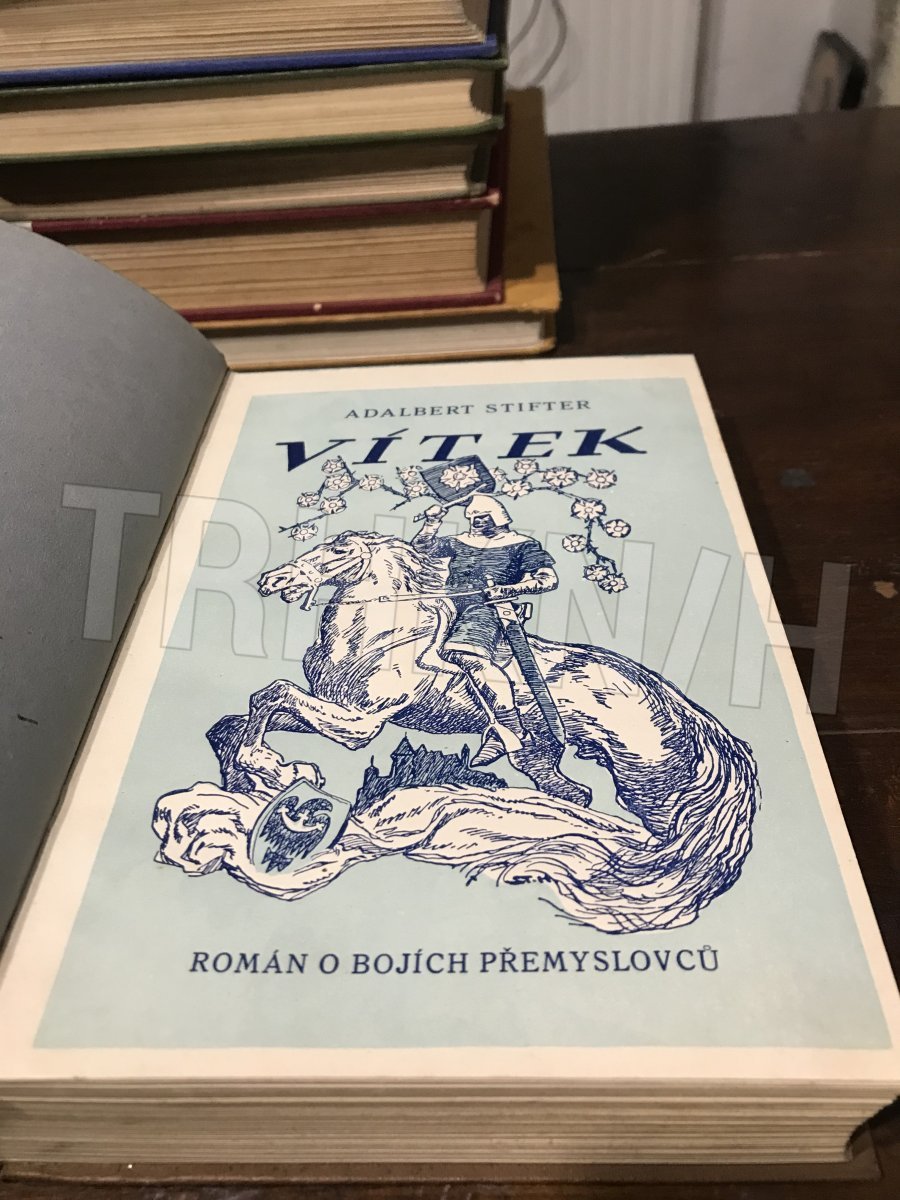 ADALBERT STIFTER
VÍTEK
ROMÁN O BOJÍCH PŘEMYSLOVCŮ